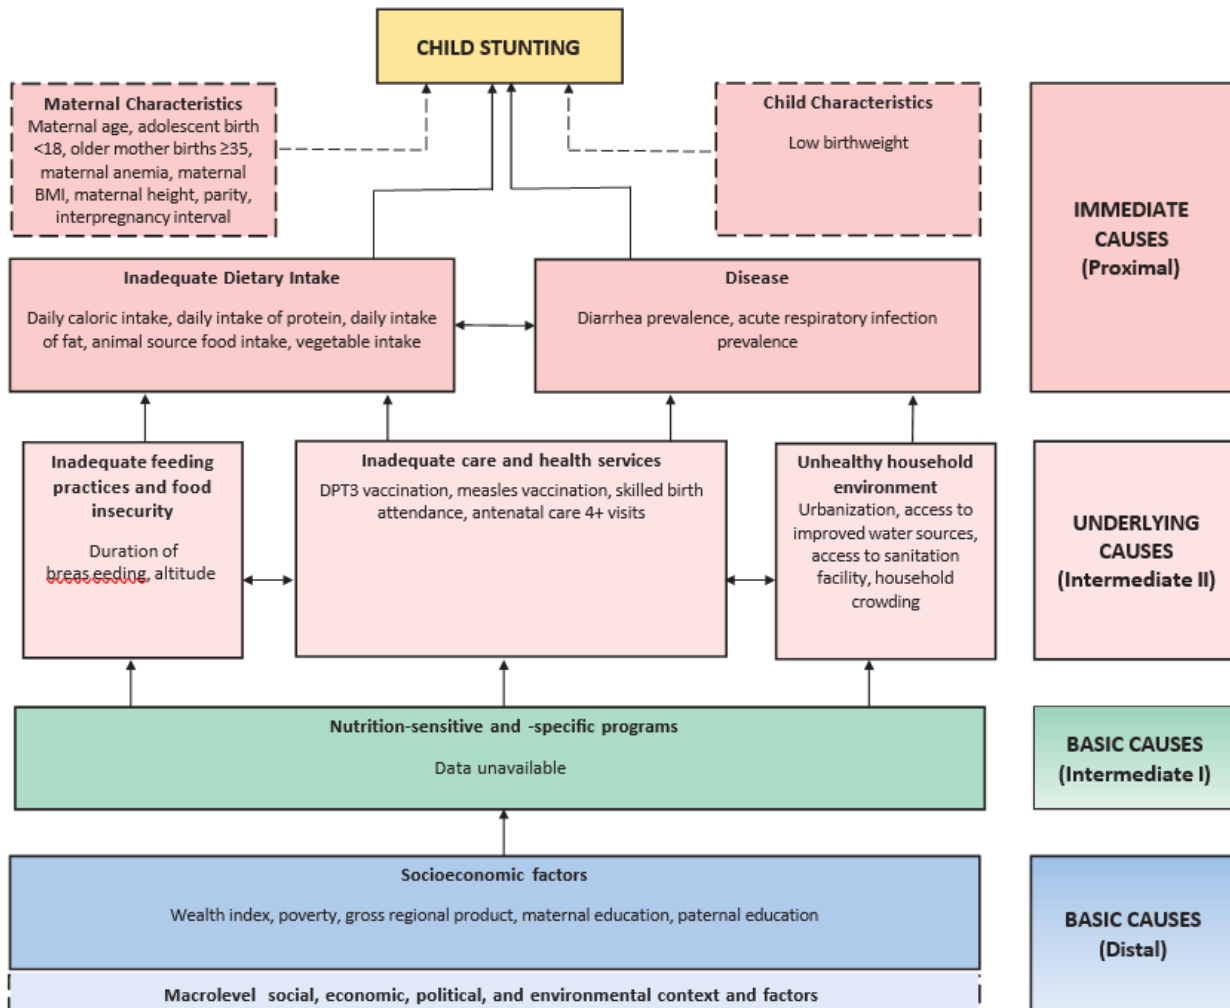 CHILD STUNTING
Maternal Characteristics
Maternal age, adolescent birth
<18, older mother births ≥35,
maternal anemia, maternal
BMI, maternal height, parity,
interpregnancy interval
Child Characteristics
Low birthweight
IMMEDIATE
CAUSES
(Proximal)
Inadequate Dietary Intake
Daily caloric intake, daily intake of protein, daily intake
of fat, animal source food intake, vegetable intake
Disease
Diarrhea prevalence, acute respiratory infection
prevalence
Inadequate feeding
practices and food
insecurity
Duration of
breas eeding, altitude
Inadequate care and health services
DPT3 vaccination, measles vaccination, skilled birth
attendance, antenatal care 4+ visits
Unhealthy household
environment
Urbanization, access to
improved water sources,
access to sanitation
facility, household
crowding
UNDERLYING
CAUSES
(Intermediate II)
Nutrition-sensitive and -specific programs
Data unavailable
BASIC CAUSES
(Intermediate I)
Socioeconomic factors
Wealth index, poverty, gross regional product, maternal education, paternal education
BASIC CAUSES
(Distal)
Macrolevel social, economic, political, and environmental context and factors